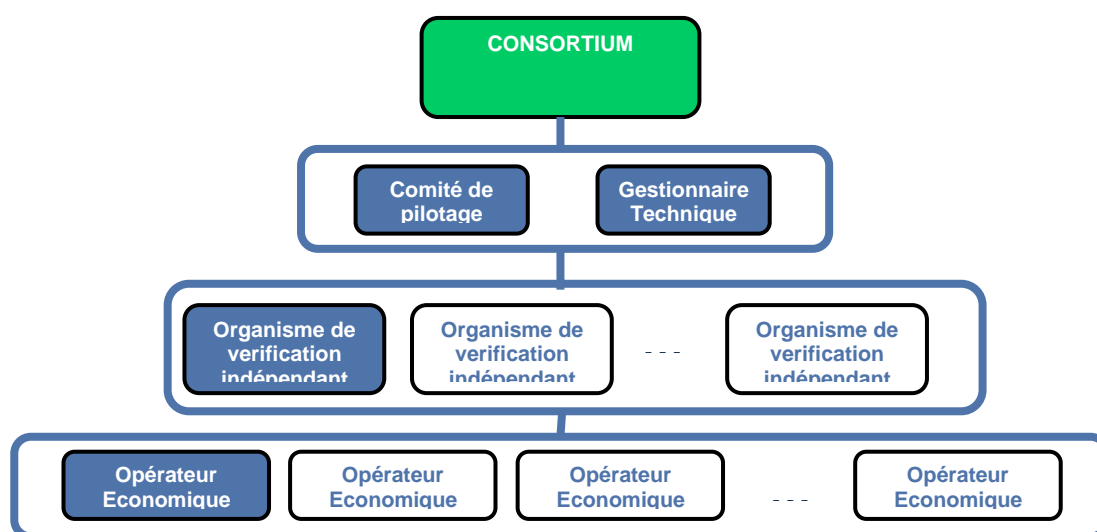 CONSORTIUM
Comité de
pilotage
Gestionnaire
Technique
Organisme de
verification
indépendant
Organisme de
verification
indépendant
- - -
Organisme de
verification
indépendant
Opérateur
Economique
Opérateur
Economique
Opérateur
Economique
- - -
Opérateur
Economique